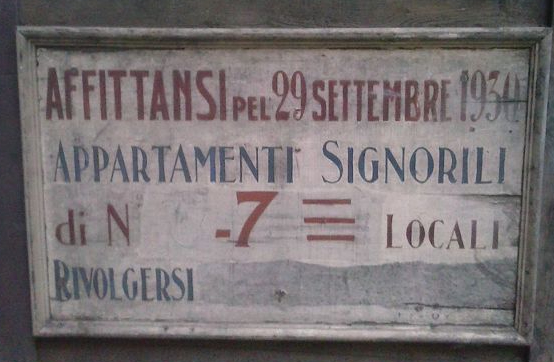 AFFITTANSI PEL 29 SETTEMBRE 1930
APPARTAMENTI SIGNORILI
di N -7 LOCALI
RIVOLGERSI